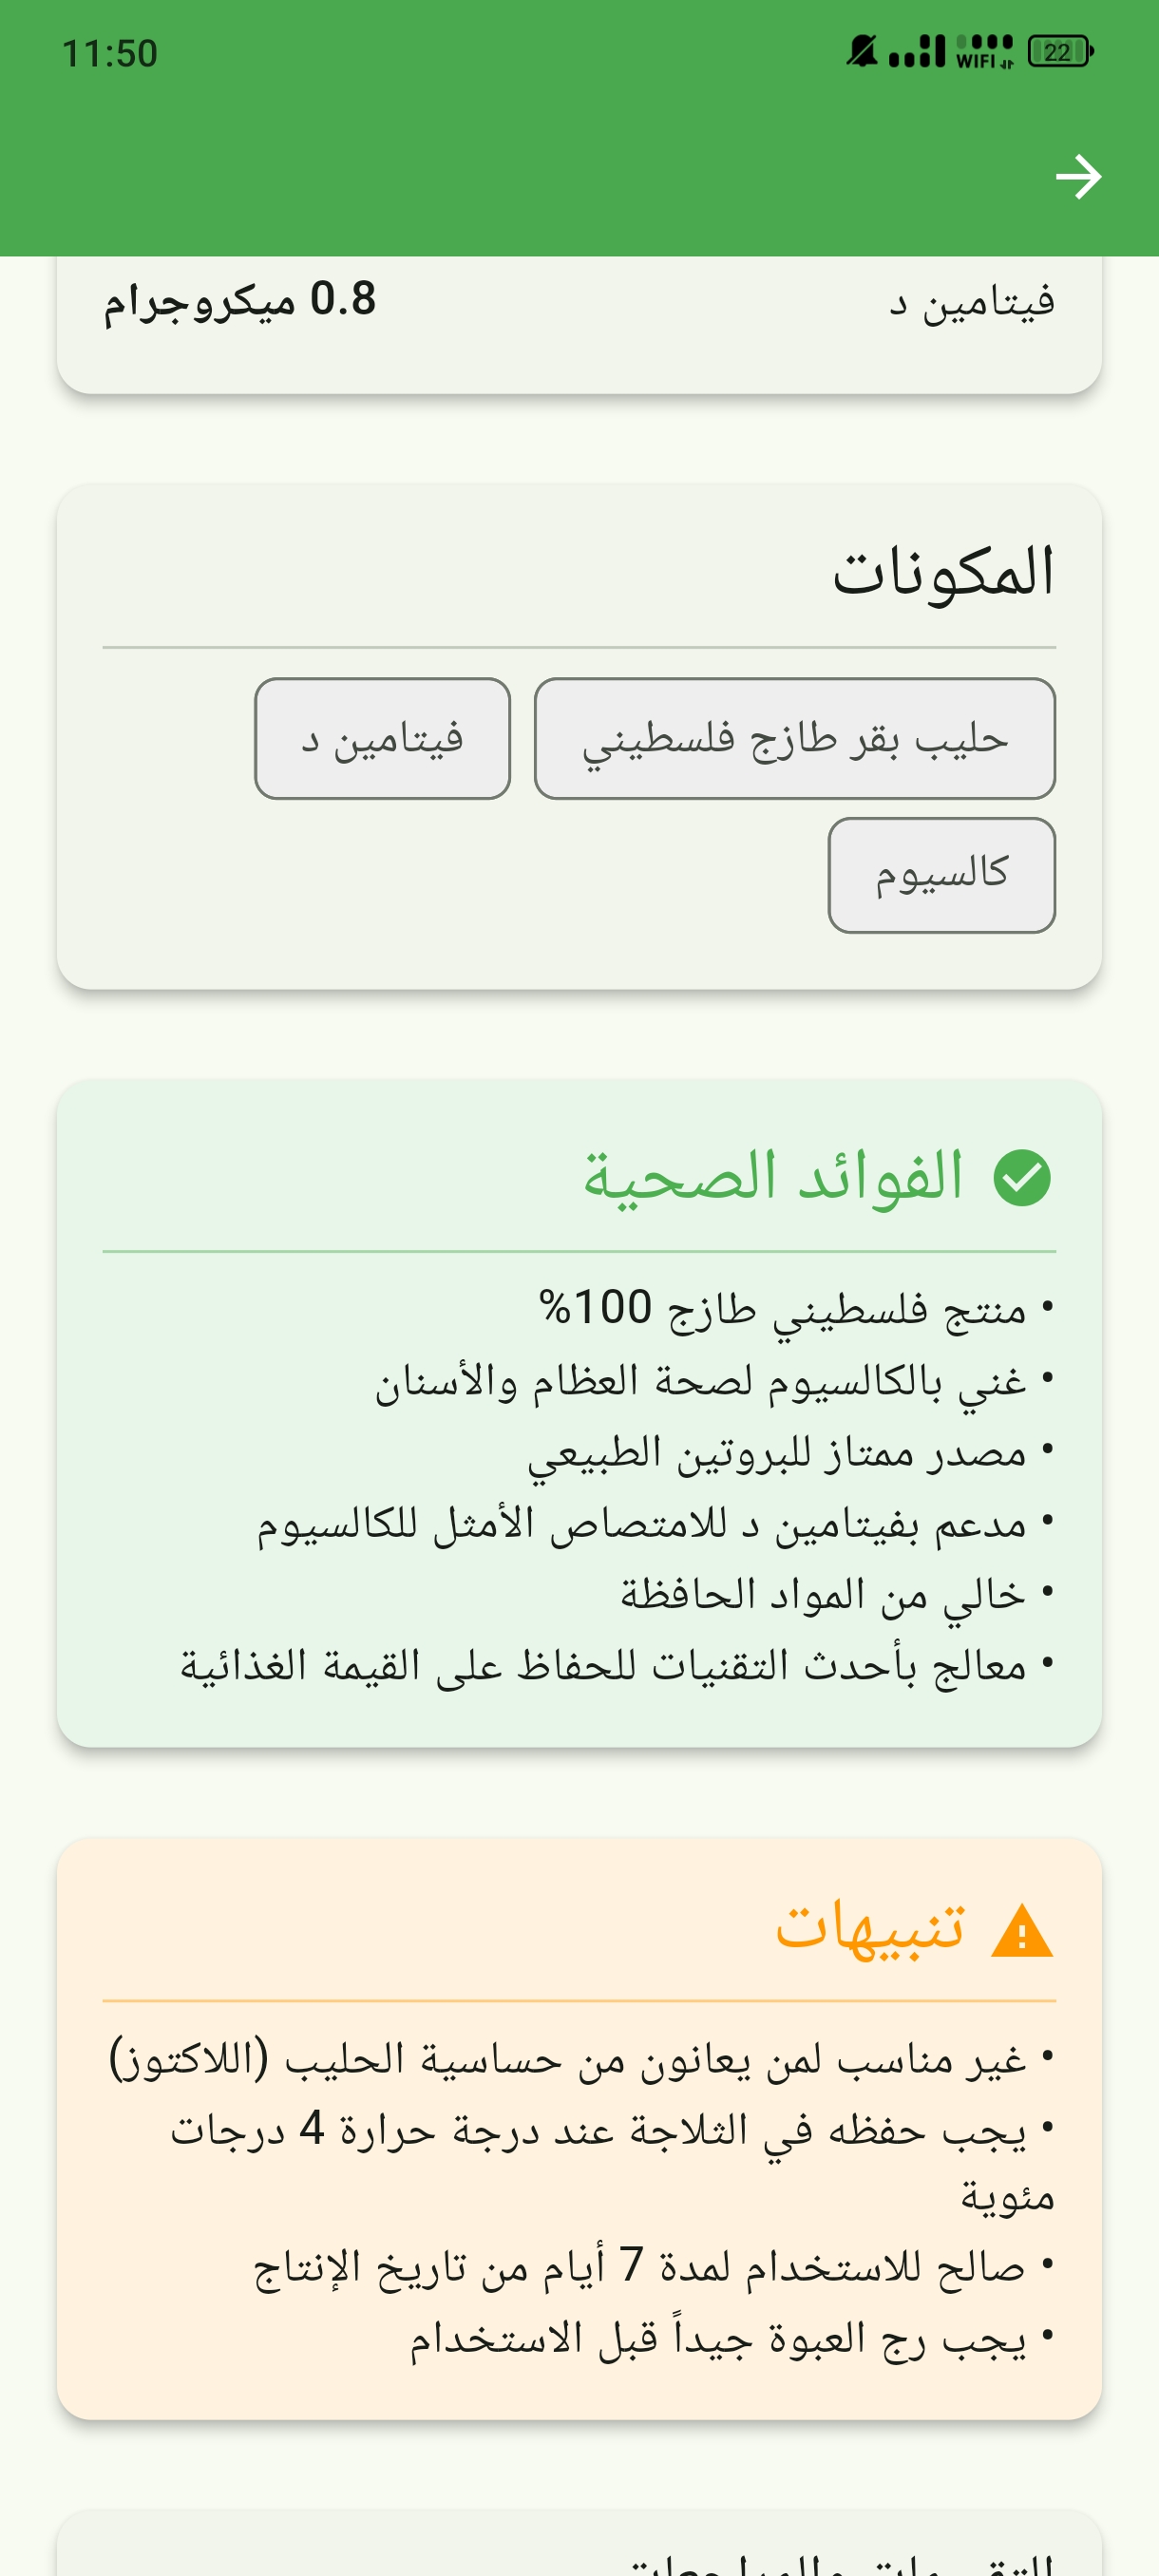 11:50
WIFI 22
فيتامين د 0.8 ميكروجرام
المكونات
حليب بقر طازج فلسطيني فيتامين د
كالسيوم
الفوائد الصحية
• منتج فلسطيني طازج 100%
• غني بالكالسيوم لصحة العظام والأسنان
• مصدر ممتاز للبروتين الطبيعي
• مدعم بفيتامين د للامتصاص الأمثل للكالسيوم
• خالي من المواد الحافظة
• معالج بأحدث التقنيات للحفاظ على القيمة الغذائية
تنبيهات
• غير مناسب لمن يعانون من حساسية الحليب (اللاكتوز)
• يجب حفظه في الثلاجة عند درجة حرارة 4 درجات
مئوية
• صالح للاستخدام لمدة 7 أيام من تاريخ الإنتاج
• يجب رج العبوة جيداً قبل الاستخدام